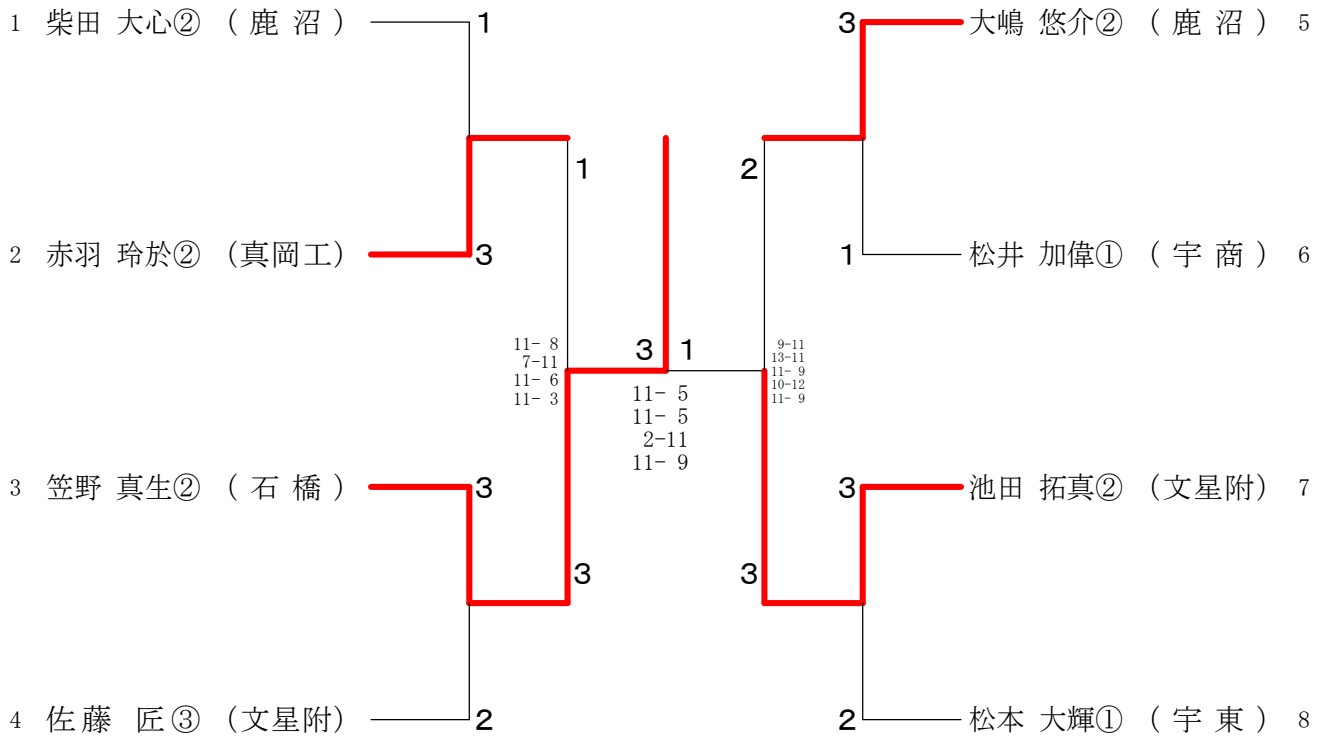 1 柴田 大心② （ 鹿 沼 ） 1
3 大嶋 悠介② （ 鹿 沼 ） 5
1
2
2 赤羽 玲於② （真岡工） 3
1 松井 加偉① （ 宇 商 ） 6
11- 8
7-11
11- 6
11- 3
3 1
11- 5
11- 5
2-11
11- 9
9-11
13-11
11- 9
10-12
11- 9
3 笠野 真生② （ 石 橋 ） 3
3 池田 拓真② （文星附） 7
3
3
4 佐藤 匠③ （文星附） 2
2 松本 大輝① （ 宇 東 ） 8